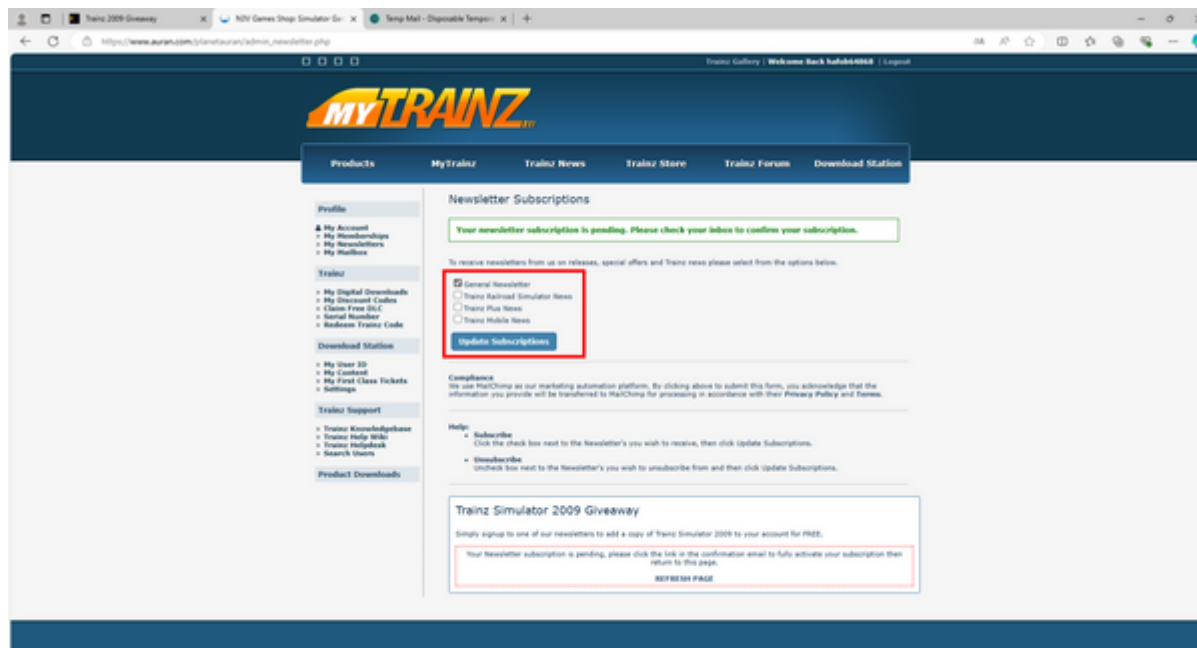 Trainz 2009 Giveaway
N3V Games Shop: Simulator Ga
Temp Mail - Disposable Tempor
https://www.auran.com/planetauran/admin_newsletter.php
Trainz Gallery | Welcome Back | Logout
MYTRAINZ
Products MyTrainz Trainz News Trainz Store Trainz Forum Download Station
Profile
My Account
My Memberships
My Newsletters
My Mailbox
Trainz
My Digital Downloads
My Discount Codes
Claim Free DLC
Serial Number
Redeem Trainz Code
Download Station
My User ID
My Content
My First Class Tickets
Settings
Trainz Support
Trainz Knowledgebase
Trainz Help Wiki
Trainz Helpdesk
Search Users
Product Downloads
Newsletter Subscriptions
Your newsletter subscription is pending. Please check your inbox to confirm your subscription.
To receive newsletters from us on releases, special offers and Trainz news please select from the options below.
General Newsletter
Trainz Railroad Simulator News
Trainz Plus News
Trainz Mobile News
Update Subscriptions
Compliance
We use MailChimp as our marketing automation platform. By clicking above to submit this form, you acknowledge that the
information you provide will be transferred to MailChimp for processing in accordance with their Privacy Policy and Terms.
Help:
• Subscribe
Click the check box next to the Newsletter's you wish to receive, then click Update Subscriptions.
• Unsubscribe
Uncheck box next to the Newsletter's you wish to unsubscribe from and then click Update Subscriptions.
Trainz Simulator 2009 Giveaway
Simply signup to one of our newsletters to add a copy of Trainz Simulator 2009 to your account for FREE.
Your Newsletter subscription is pending, please click the link in the confirmation email to fully activate your subscription then
return to this page.
REFRESH PAGE